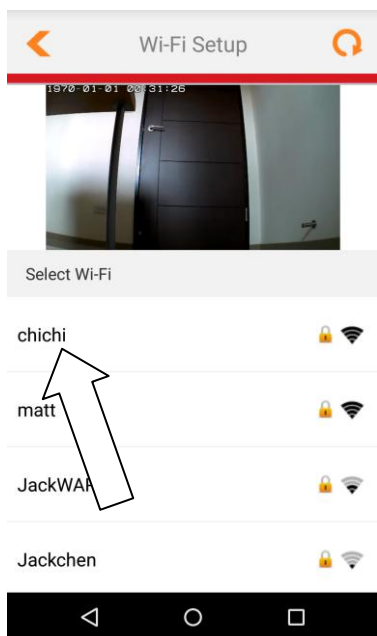 Wi-Fi Setup
1970-01-01 00:31:26
Select Wi-Fi
chichi
matt
Jackchen